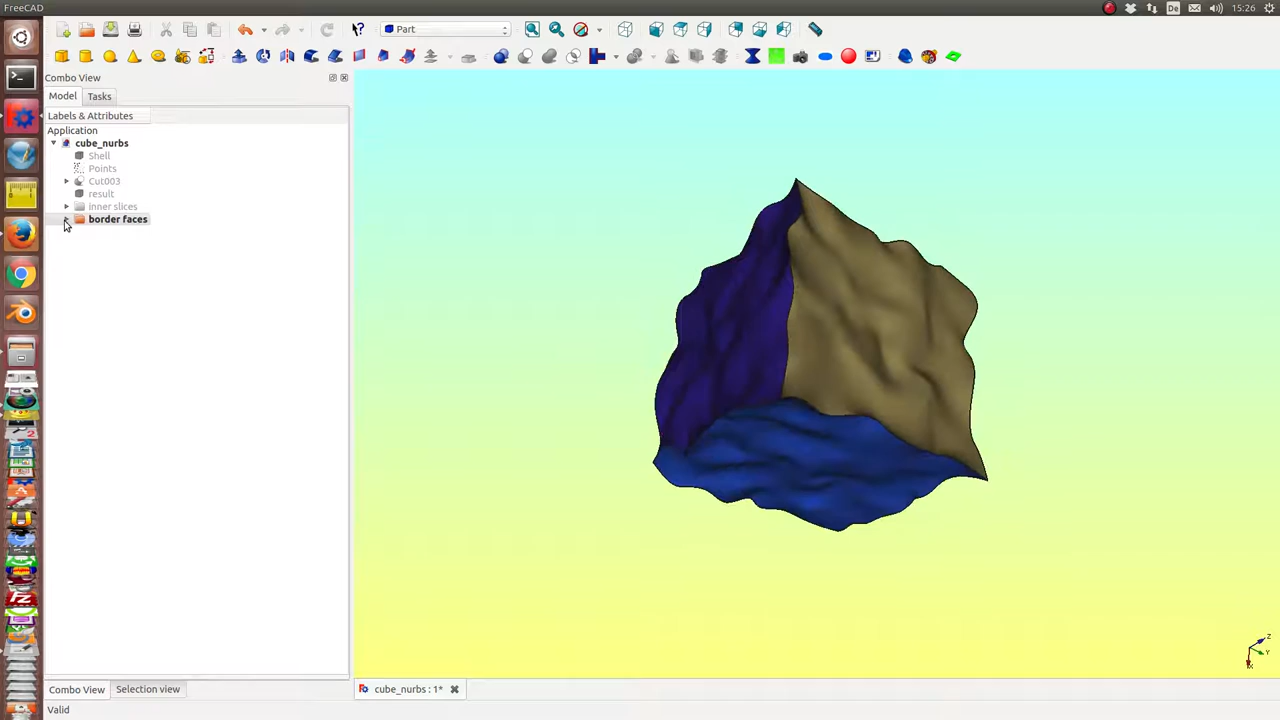 FreeCAD
De
15:26
Part
Combo View
Model Tasks
Labels & Attributes
Application
cube_nurbs
Shell
Points
Cut003
result
inner slices
border faces
Z
Y
Combo View Selection view
cube_nurbs : 1*
Valid